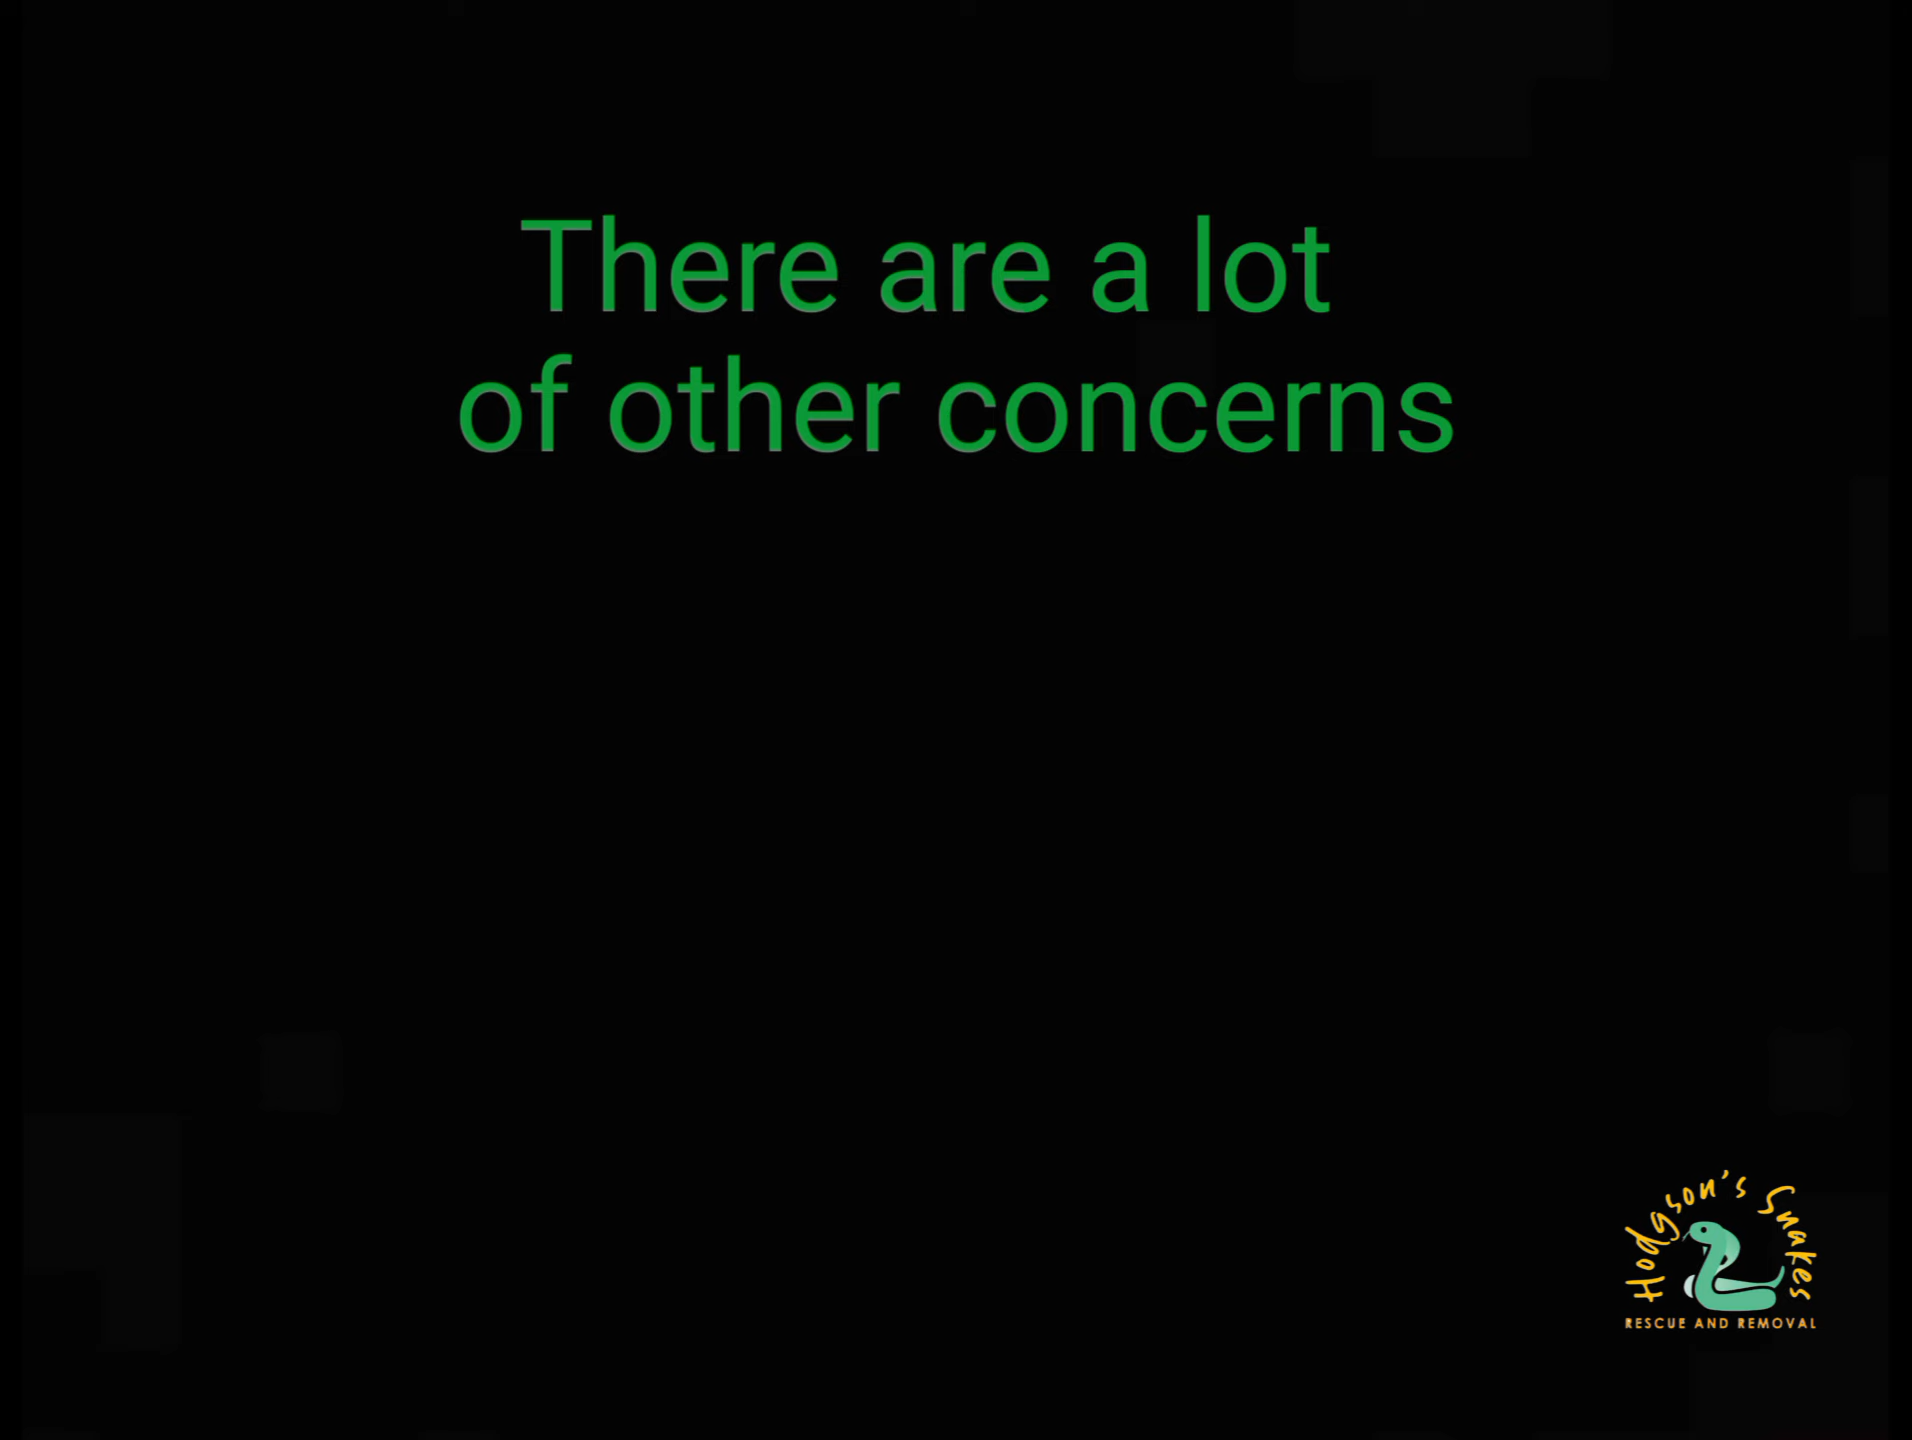 There are a lot
of other concerns
Hodgson's Snakes
RESCUE AND REMOVAL